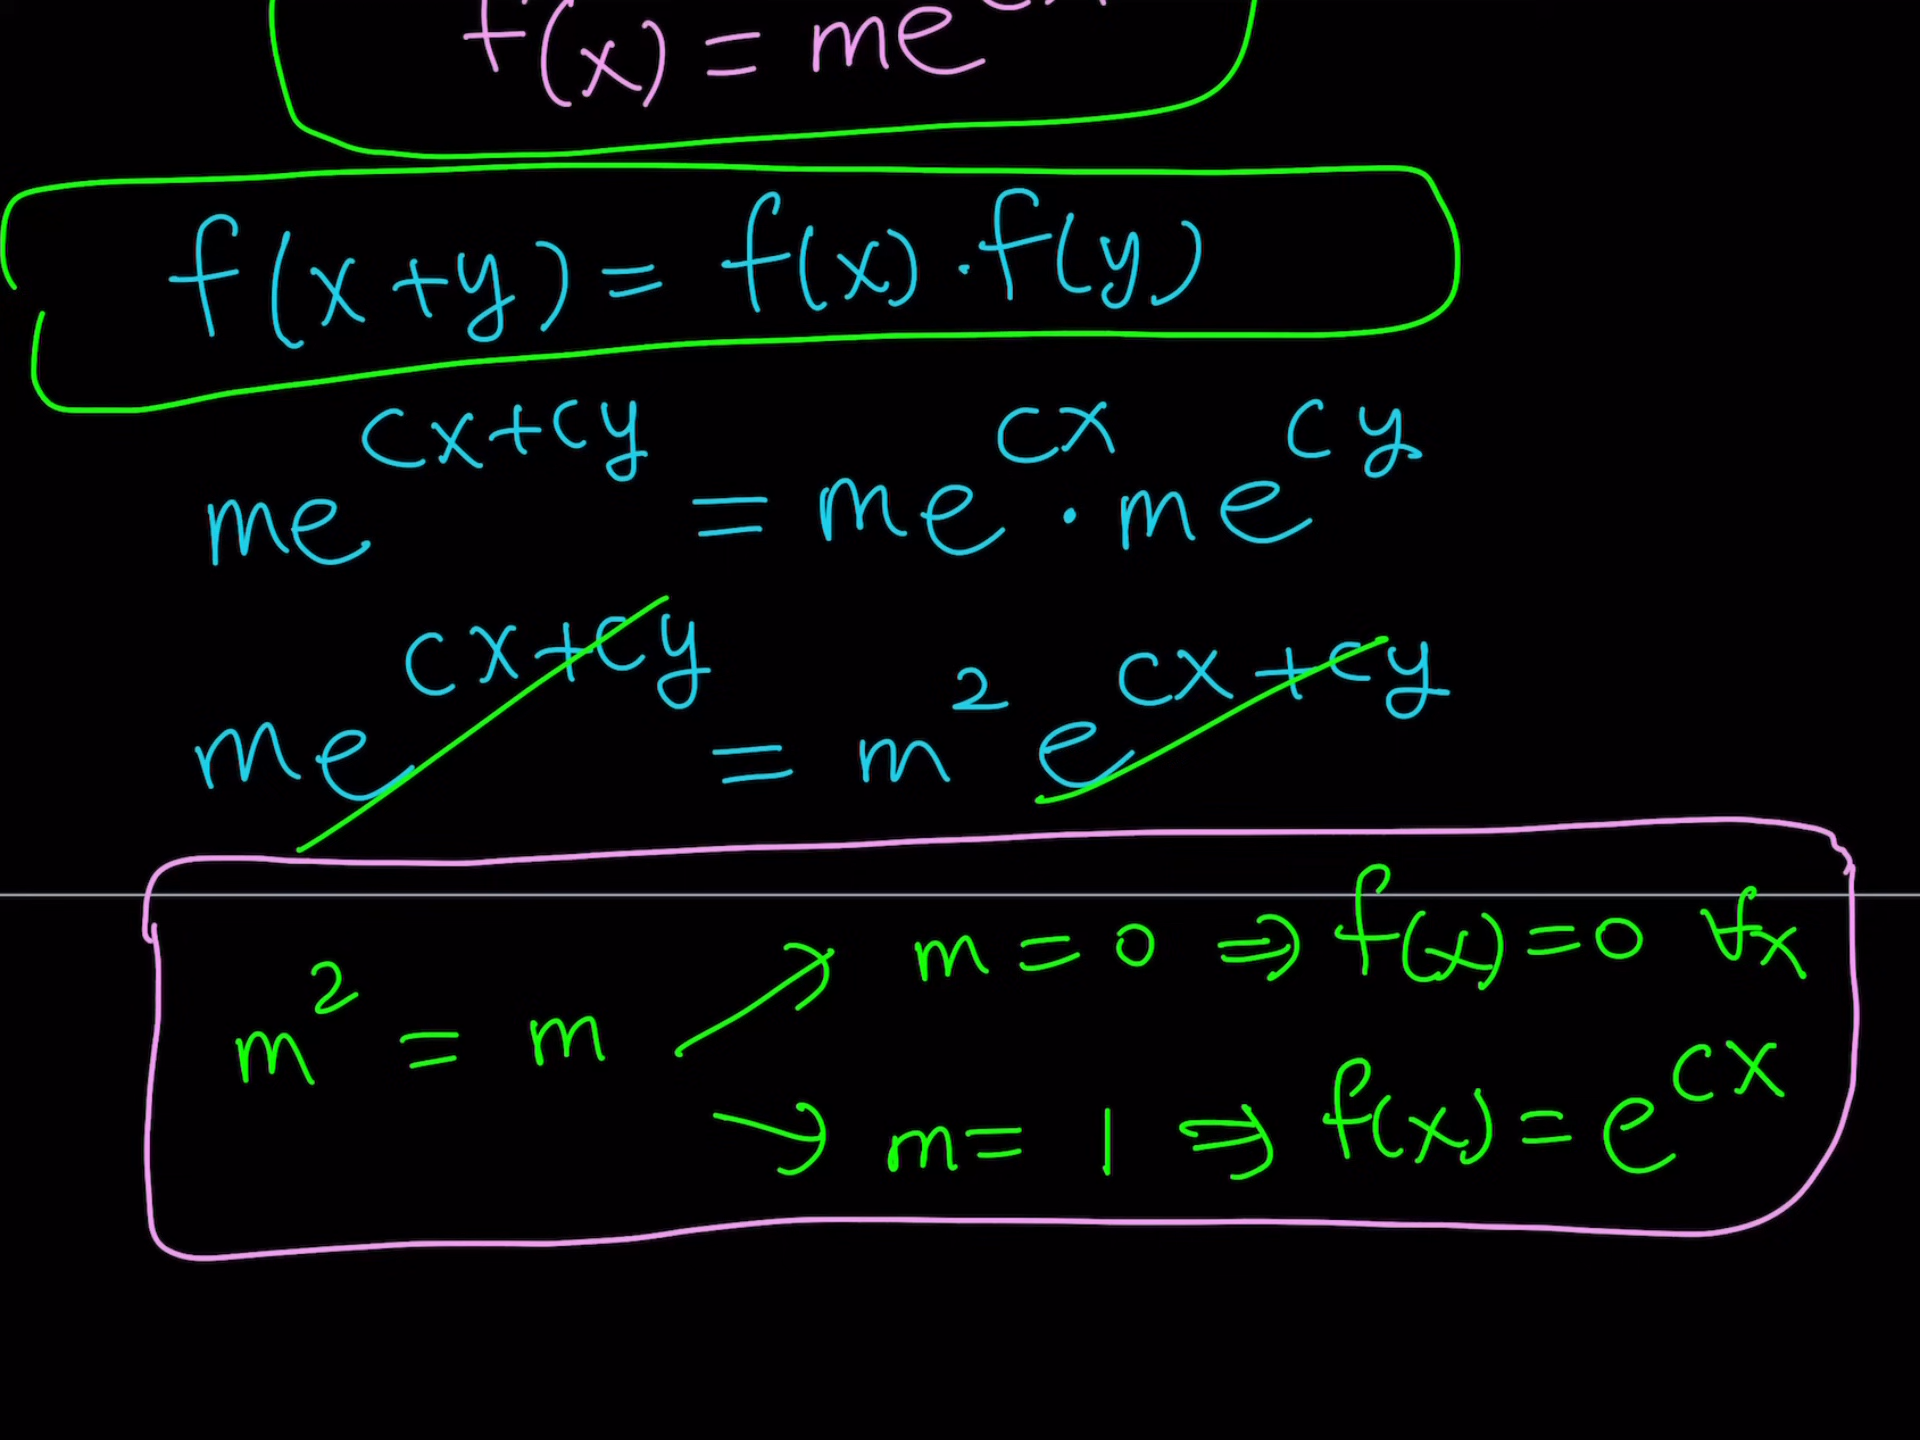 f(x) = me^cx
f(x+y) = f(x)·f(y)
me^cx+cy = me^cx · me^cy
me^cx+cy = m^2 e^cx+cy
m^2 = m
m = 0 ⇒ f(x) = 0 ∀x
m = 1 ⇒ f(x) = e^cx